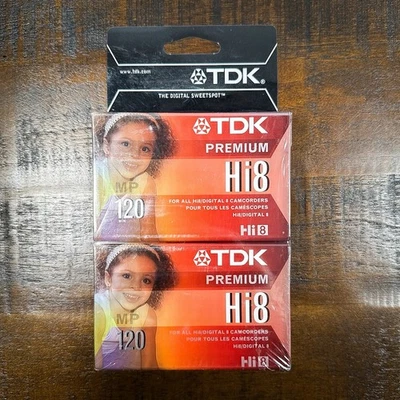 www.tdk.com
TDK®
THE DIGITAL SWEETSPOT™
TDK
PREMIUM
Hi8
MP
120
FOR ALL Hi8/DIGITAL 8 CAMCORDERS
POUR TOUS LES CAMÉSCOPES
Hi8/DIGITAL 8
Hi8
TDK
PREMIUM
Hi8
MP
120
FOR ALL Hi8/DIGITAL 8 CAMCORDERS
POUR TOUS LES CAMÉSCOPES
Hi8/DIGITAL 8
Hi8